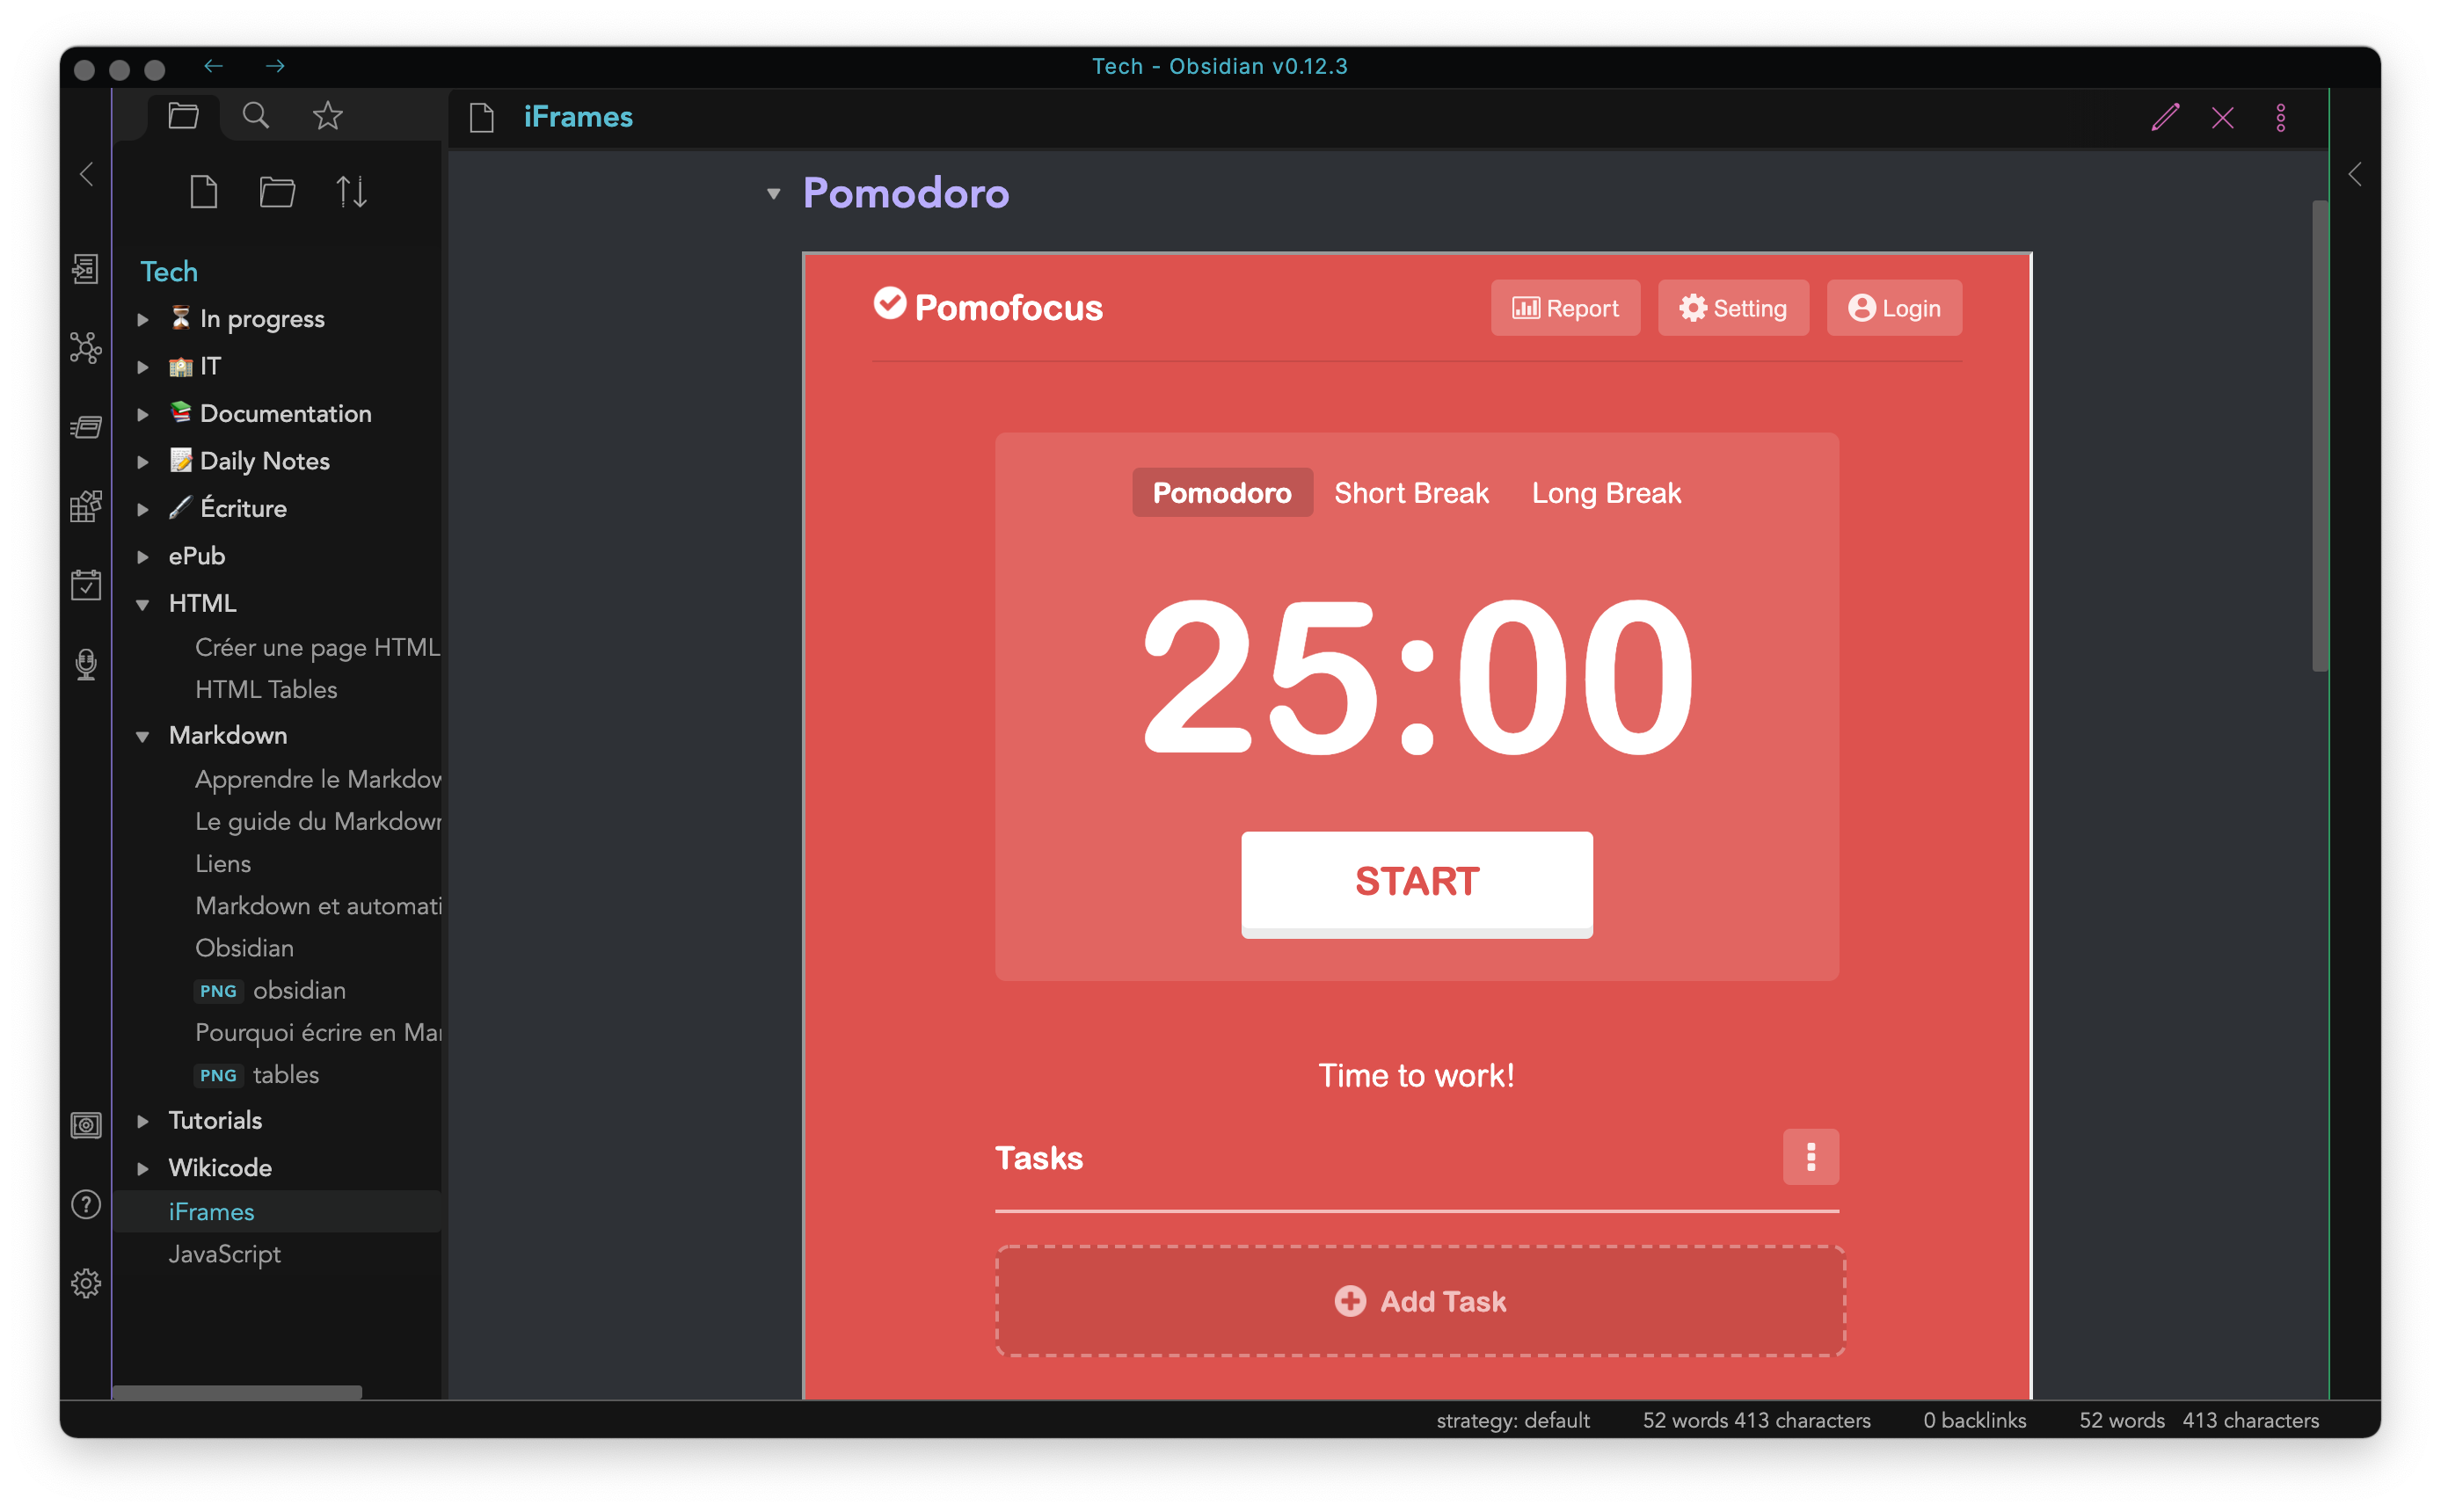 Tech - Obsidian v0.12.3
iFrames
Tech
In progress
IT
Documentation
Daily Notes
Écriture
ePub
HTML
Créer une page HTML
HTML Tables
Markdown
Apprendre le Markdow
Le guide du Markdowr
Liens
Markdown et automati
Obsidian
PNG obsidian
Pourquoi écrire en Mar
PNG tables
Tutorials
Wikicode
iFrames
JavaScript
Pomodoro
Pomofocus
Report Setting Login
Pomodoro Short Break Long Break
25:00
START
Time to work!
Tasks
Add Task
strategy: default 52 words 413 characters 0 backlinks 52 words 413 characters